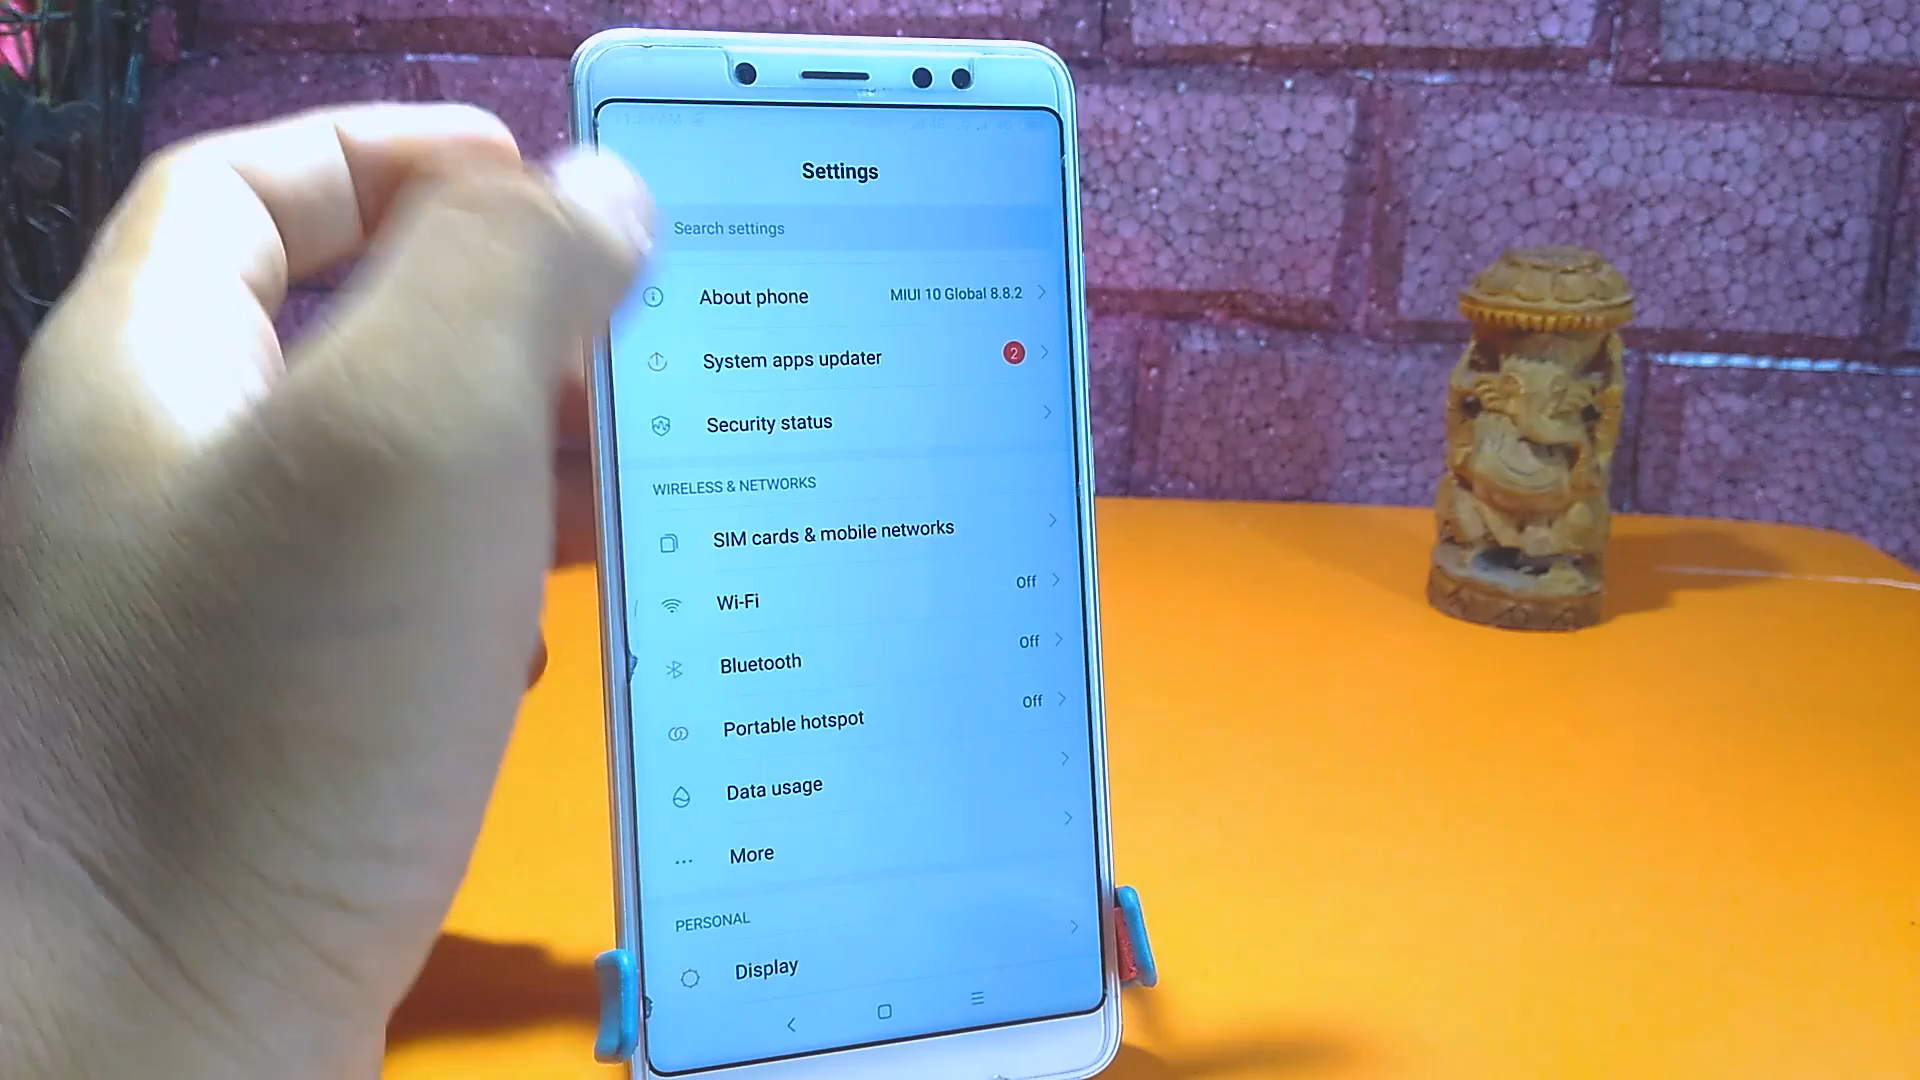 Settings
Search settings
About phone MIUI 10 Global 8.8.2
System apps updater 2
Security status
WIRELESS & NETWORKS
SIM cards & mobile networks
Wi-Fi Off
Bluetooth Off
Portable hotspot Off
Data usage
More
PERSONAL
Display